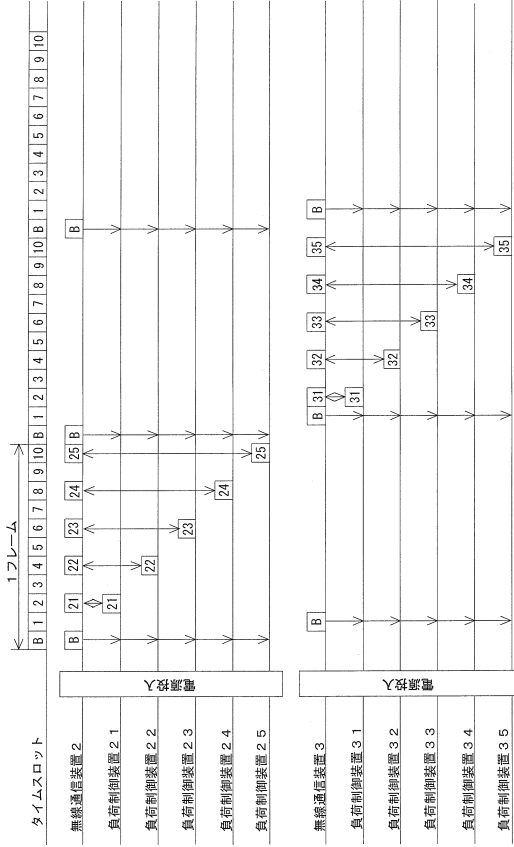 1フレーム
タイムスロット B 1 2 3 4 5 6 7 8 9 10 B 1 2 3 4 5 6 7 8 9 10 B 1 2 3 4 5 6 7 8 9 10
無線通信装置2 B 21 22 23 24 25 B B
負荷制御装置21 21
負荷制御装置22 22
負荷制御装置23 23
負荷制御装置24 24
負荷制御装置25 25
電源投入
無線通信装置3 B B 31 32 33 34 35 B
負荷制御装置31 31
負荷制御装置32 32
負荷制御装置33 33
負荷制御装置34 34
負荷制御装置35 35
電源投入